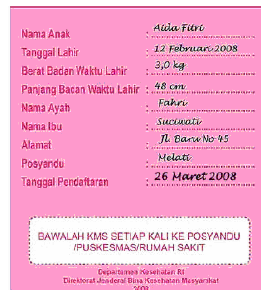 Nama Anak : Aida Fitri
Tanggal Lahir : 12 Februari 2008
Berat Badan Waktu Lahir : 3,0 kg
Panjang Badan Waktu Lahir : 48 cm
Nama Ayah : Fahri
Nama Ibu : Suciwati
Alamat : Jl. Baru No 45
Posyandu : Melati
Tanggal Pendaftaran : 26 Maret 2008
BAWALAH KMS SETIAP KALI KE POSYANDU
/PUSKESMAS/RUMAH SAKIT
Departemen Kesehatan RI
Direktorat Jenderal Bina Kesehatan Masyarakat